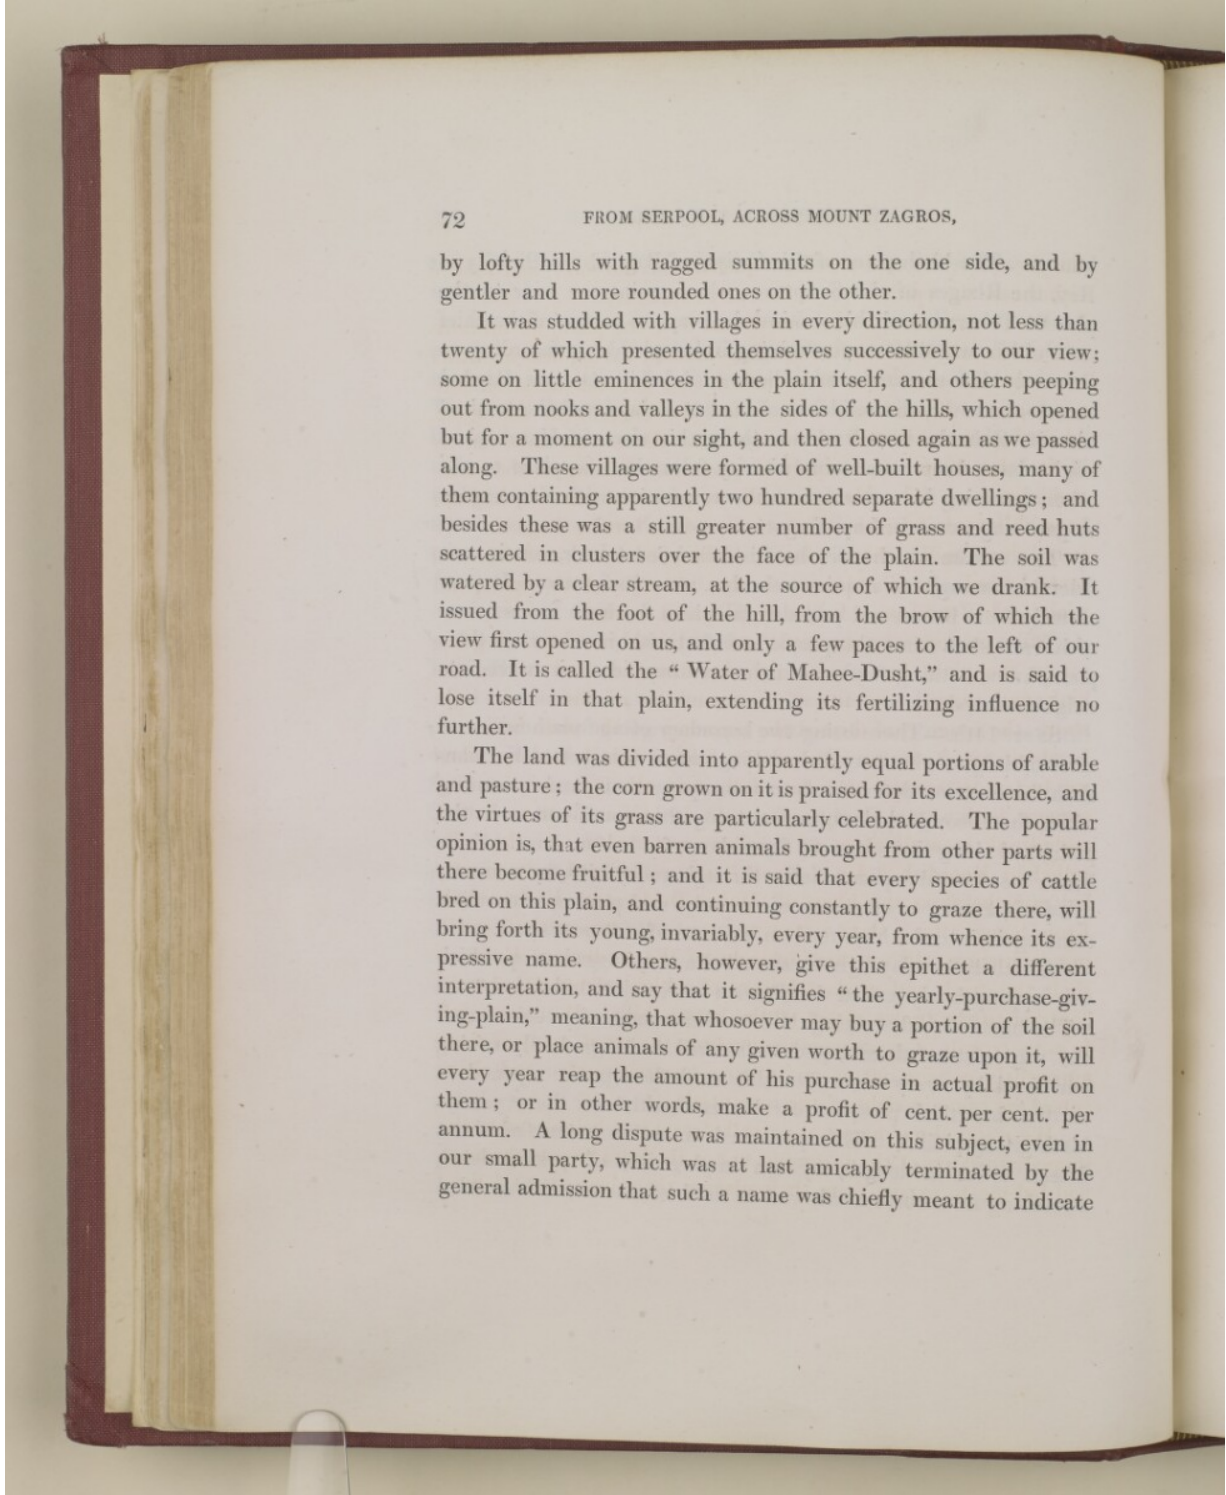 72 FROM SERPOOL, ACROSS MOUNT ZAGROS,
by lofty hills with ragged summits on the one side, and by
gentler and more rounded ones on the other.
It was studded with villages in every direction, not less than
twenty of which presented themselves successively to our view;
some on little eminences in the plain itself, and others peeping
out from nooks and valleys in the sides of the hills, which opened
but for a moment on our sight, and then closed again as we passed
along. These villages were formed of well-built houses, many of
them containing apparently two hundred separate dwellings; and
besides these was a still greater number of grass and reed huts
scattered in clusters over the face of the plain. The soil was
watered by a clear stream, at the source of which we drank. It
issued from the foot of the hill, from the brow of which the
view first opened on us, and only a few paces to the left of our
road. It is called the “ Water of Mahee-Dusht,” and is said to
lose itself in that plain, extending its fertilizing influence no
further.
The land was divided into apparently equal portions of arable
and pasture; the corn grown on it is praised for its excellence, and
the virtues of its grass are particularly celebrated. The popular
opinion is, that even barren animals brought from other parts will
there become fruitful; and it is said that every species of cattle
bred on this plain, and continuing constantly to graze there, will
bring forth its young, invariably, every year, from whence its ex-
pressive name. Others, however, give this epithet a different
interpretation, and say that it signifies “ the yearly-purchase-giv-
ing-plain,” meaning, that whosoever may buy a portion of the soil
there, or place animals of any given worth to graze upon it, will
every year reap the amount of his purchase in actual profit on
them; or in other words, make a profit of cent. per cent. per
annum. A long dispute was maintained on this subject, even in
our small party, which was at last amicably terminated by the
general admission that such a name was chiefly meant to indicate